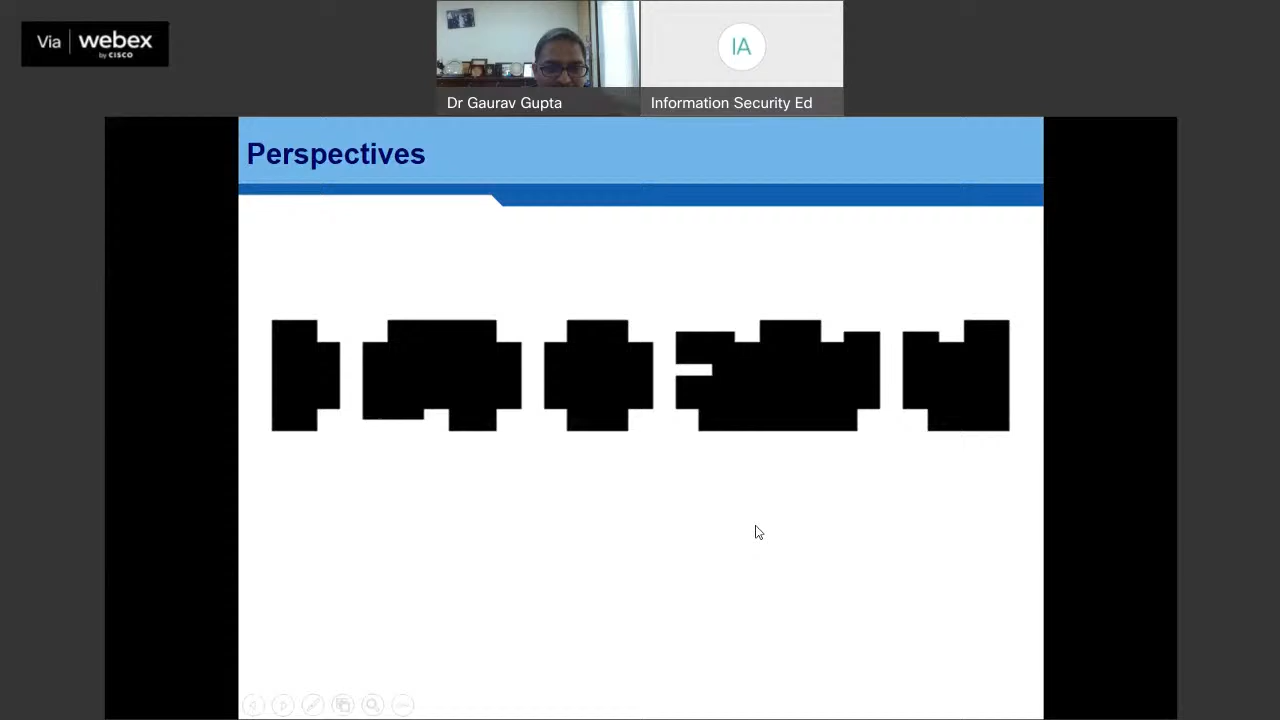 Via webex
by CISCO
IA
Dr Gaurav Gupta
Information Security Ed
Perspectives